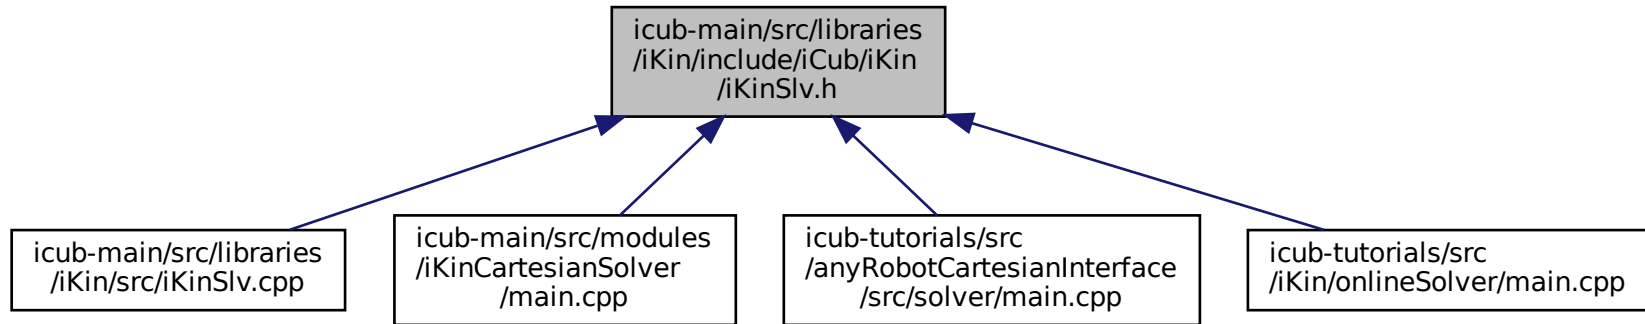 icub-main/src/libraries
/iKin/include/iCub/iKin
/iKinSlv.h
icub-main/src/libraries
/iKin/src/iKinSlv.cpp
icub-main/src/modules
/iKinCartesianSolver
/main.cpp
icub-tutorials/src
/anyRobotCartesianInterface
/src/solver/main.cpp
icub-tutorials/src
/iKin/onlineSolver/main.cpp